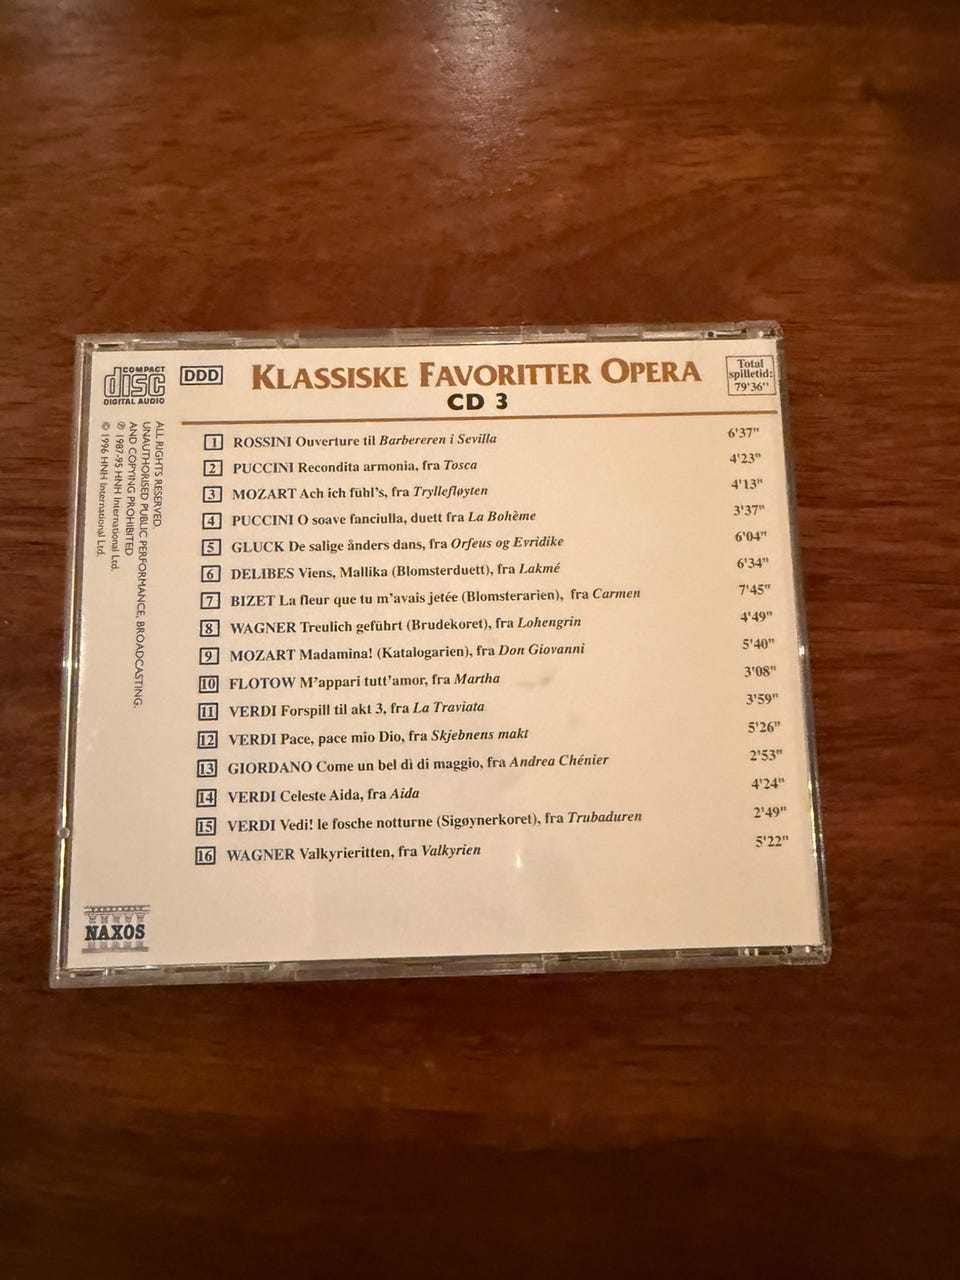 COMPACT
disc
DIGITAL AUDIO
DDD
KLASSISKE FAVORITTER OPERA
CD 3
Total
spilletid:
79'36"
1 ROSSINI Ouverture til Barbereren i Sevilla 6'37"
2 PUCCINI Recondita armonia, fra Tosca 4'23"
3 MOZART Ach ich fühl's, fra Tryllefløyten 4'13"
4 PUCCINI O soave fanciulla, duett fra La Bohème 3'37"
5 GLUCK De salige ånders dans, fra Orfeus og Evridike 6'04"
6 DELIBES Viens, Mallika (Blomsterduett), fra Lakmé 6'34"
7 BIZET La fleur que tu m'avais jetée (Blomsterarien), fra Carmen 7'45"
8 WAGNER Treulich geführt (Brudekoret), fra Lohengrin 4'49"
9 MOZART Madamina! (Katalogarien), fra Don Giovanni 5'40"
10 FLOTOW M'appari tutt'amor, fra Martha 3'08"
11 VERDI Forspill til akt 3, fra La Traviata 3'59"
12 VERDI Pace, pace mio Dio, fra Skjebnens makt 5'26"
13 GIORDANO Come un bel dì di maggio, fra Andrea Chénier 2'53"
14 VERDI Celeste Aida, fra Aida 4'24"
15 VERDI Vedi! le fosche notturne (Sigøynerkoret), fra Trubaduren 2'49"
16 WAGNER Valkyrieritten, fra Valkyrien 5'22"
ALL RIGHTS RESERVED.
UNAUTHORISED PUBLIC PERFORMANCE, BROADCASTING,
AND COPYING PROHIBITED
℗ 1987-95 HNH International Ltd.
© 1996 HNH International Ltd.
NAXOS